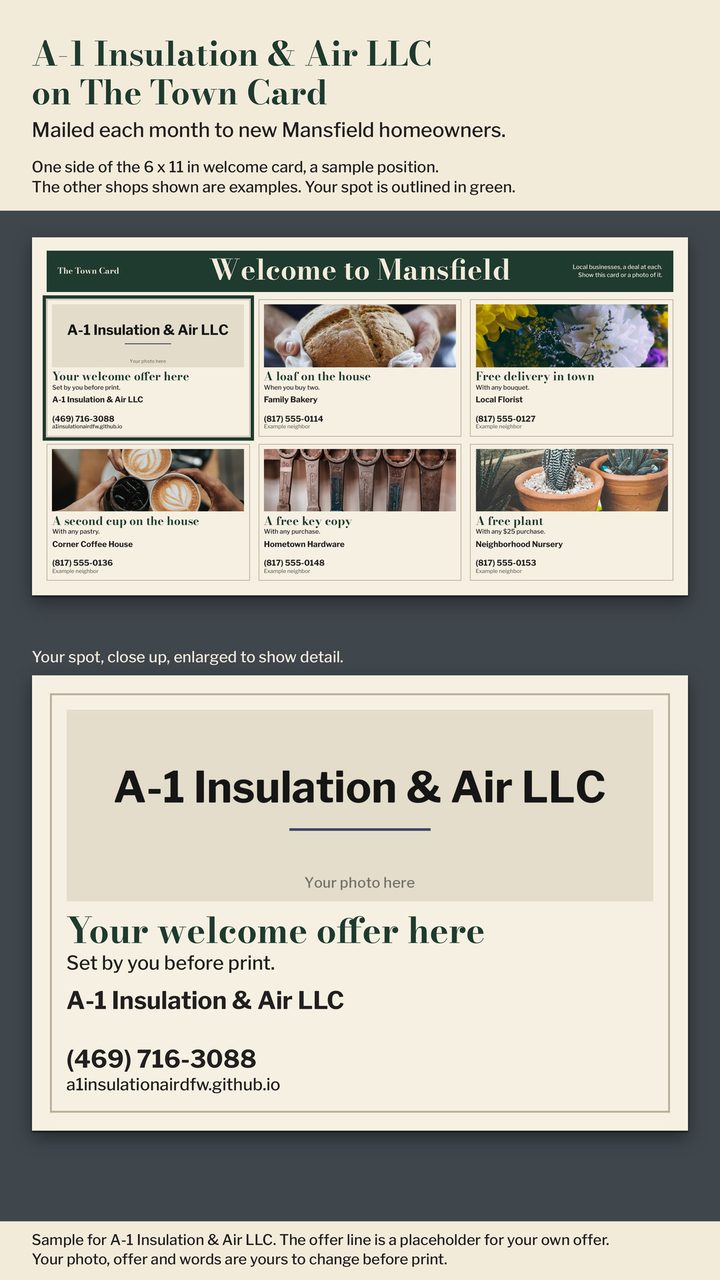 A-1 Insulation & Air LLC
on The Town Card
Mailed each month to new Mansfield homeowners.
One side of the 6 x 11 in welcome card, a sample position.
The other shops shown are examples. Your spot is outlined in green.
The Town Card
Welcome to Mansfield
Local businesses, a deal at each.
Show this card or a photo of it.
A-1 Insulation & Air LLC
Your photo here
Your welcome offer here
Set by you before print.
A-1 Insulation & Air LLC
(469) 716-3088
a1insulationairdfw.github.io
A loaf on the house
When you buy two.
Family Bakery
(817) 555-0114
Example neighbor
Free delivery in town
With any bouquet.
Local Florist
(817) 555-0127
Example neighbor
A second cup on the house
With any pastry.
Corner Coffee House
(817) 555-0136
Example neighbor
A free key copy
With any purchase.
Hometown Hardware
(817) 555-0148
Example neighbor
A free plant
With any $25 purchase.
Neighborhood Nursery
(817) 555-0153
Example neighbor
Your spot, close up, enlarged to show detail.
A-1 Insulation & Air LLC
Your photo here
Your welcome offer here
Set by you before print.
A-1 Insulation & Air LLC
(469) 716-3088
a1insulationairdfw.github.io
Sample for A-1 Insulation & Air LLC. The offer line is a placeholder for your own offer.
Your photo, offer and words are yours to change before print.